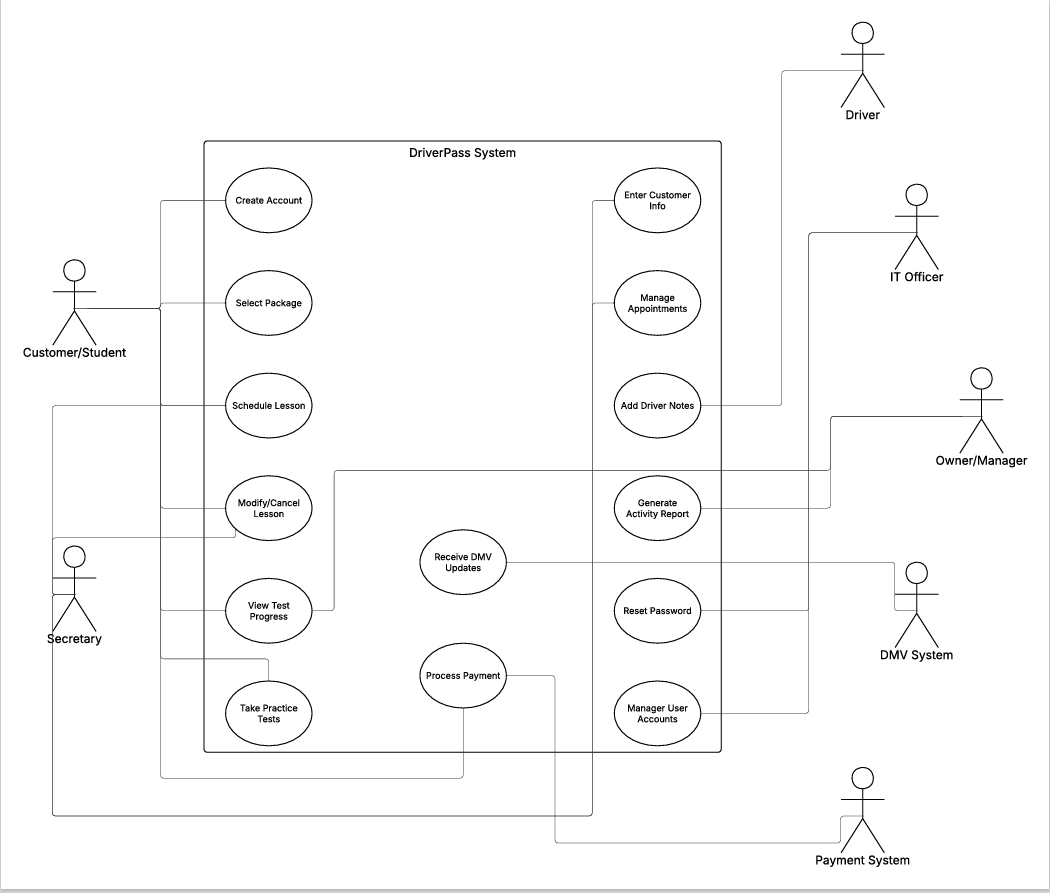 Driver
DriverPass System
Create Account
Enter Customer
Info
IT Officer
Select Package
Manage
Appointments
Customer/Student
Schedule Lesson
Add Driver Notes
Owner/Manager
Modify/Cancel
Lesson
Generate
Activity Report
Receive DMV
Updates
View Test
Progress
Reset Password
Secretary
DMV System
Process Payment
Take Practice
Tests
Manager User
Accounts
Payment System